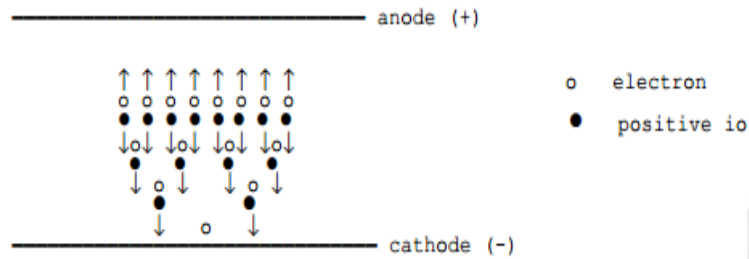 anode (+)
o electron
● positive io
cathode (-)